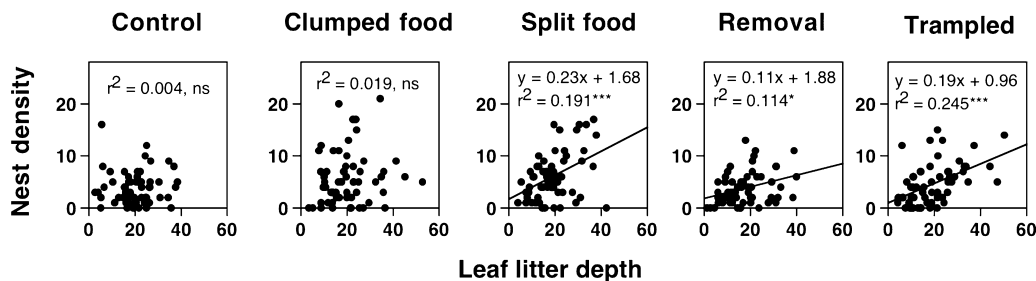 Control
Clumped food
Split food
Removal
Trampled
Nest density
r² = 0.004, ns
r² = 0.019, ns
y = 0.23x + 1.68
r² = 0.191***
y = 0.11x + 1.88
r² = 0.114*
y = 0.19x + 0.96
r² = 0.245***
20 20 20 20 20
10 10 10 10 10
0 0 0 0 0
0 20 40 60 0 20 40 60 0 20 40 60 0 20 40 60 0 20 40 60
Leaf litter depth